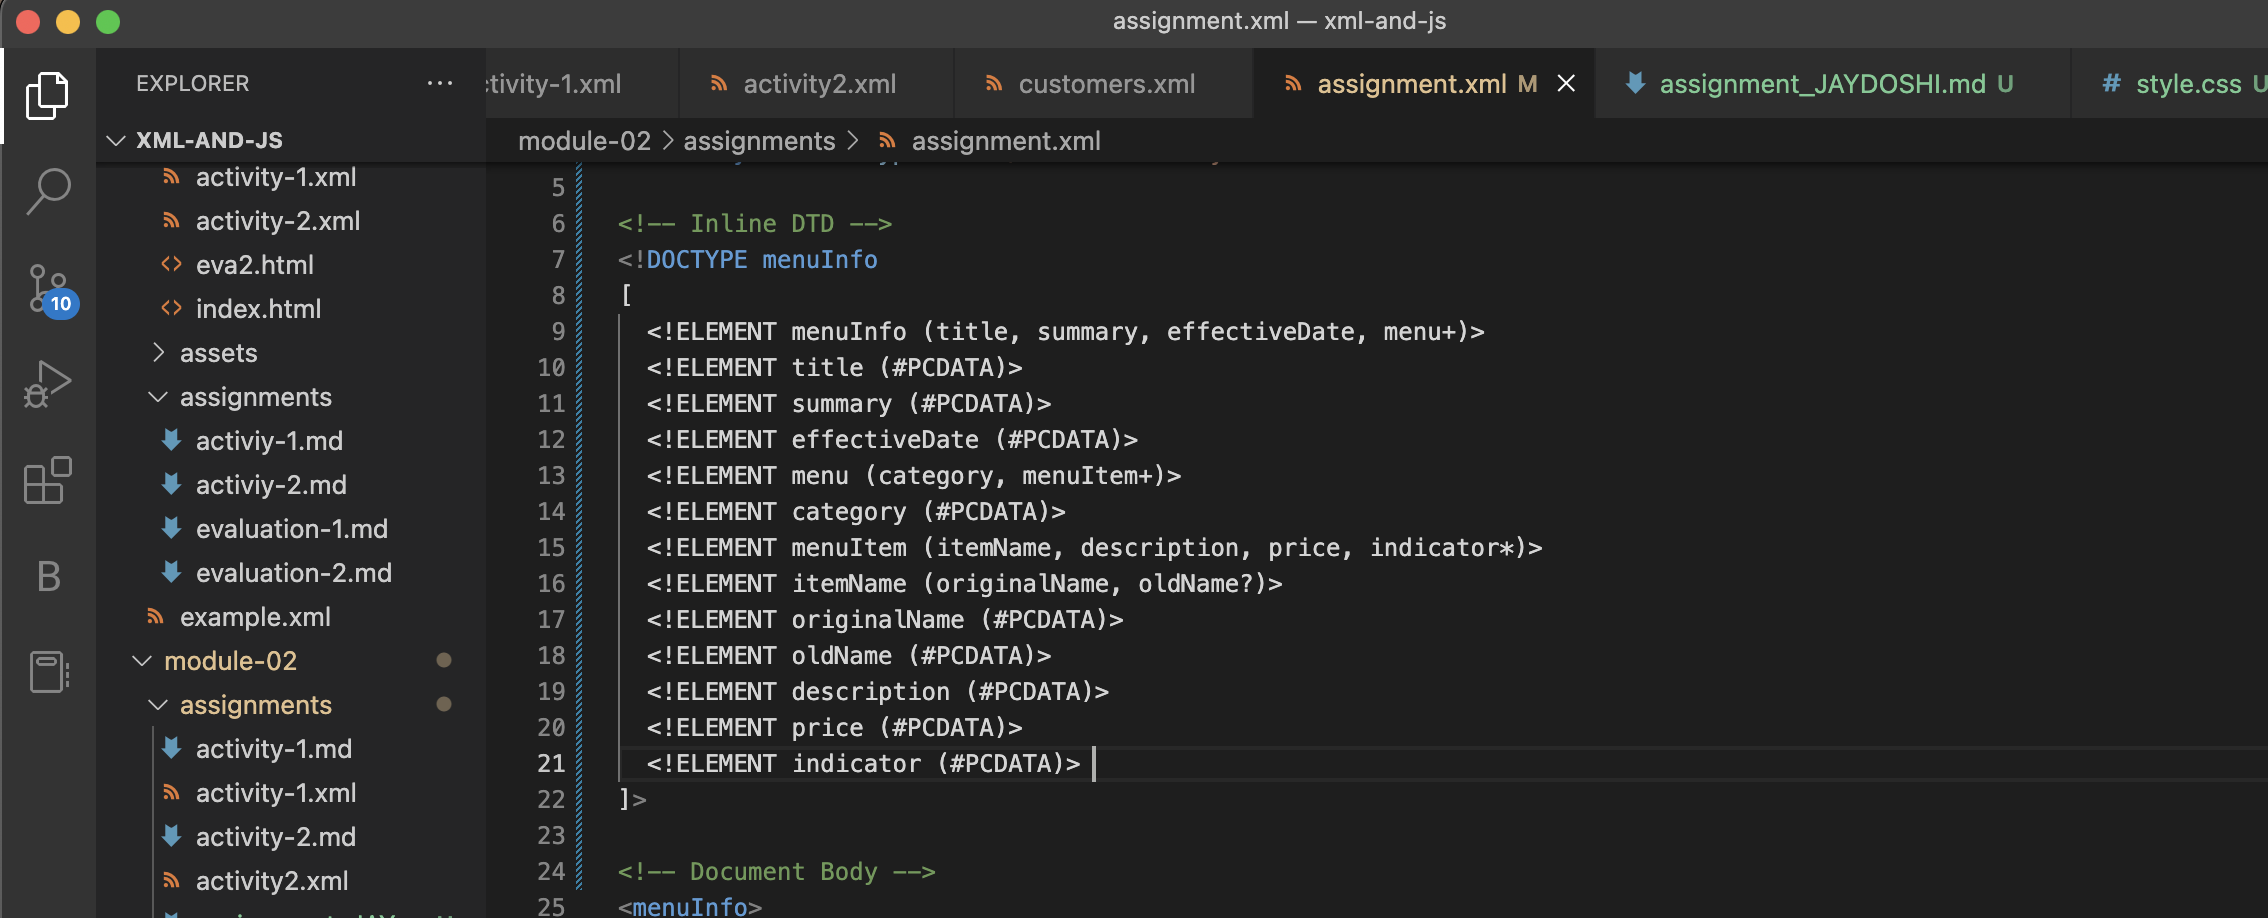 assignment.xml — xml-and-js
EXPLORER
ctivity-1.xml
activity2.xml
customers.xml
assignment.xml M
assignment_JAYDOSHI.md U
# style.css U
XML-AND-JS
module-02 > assignments > assignment.xml
activity-1.xml
activity-2.xml
eva2.html
index.html
assets
assignments
activiy-1.md
activiy-2.md
evaluation-1.md
evaluation-2.md
example.xml
module-02
assignments
activity-1.md
activity-1.xml
activity-2.md
activity2.xml
10
B
5
6 <!-- Inline DTD -->
7 <!DOCTYPE menuInfo
8 [
9 <!ELEMENT menuInfo (title, summary, effectiveDate, menu+)>
10 <!ELEMENT title (#PCDATA)>
11 <!ELEMENT summary (#PCDATA)>
12 <!ELEMENT effectiveDate (#PCDATA)>
13 <!ELEMENT menu (category, menuItem+)>
14 <!ELEMENT category (#PCDATA)>
15 <!ELEMENT menuItem (itemName, description, price, indicator*)>
16 <!ELEMENT itemName (originalName, oldName?)>
17 <!ELEMENT originalName (#PCDATA)>
18 <!ELEMENT oldName (#PCDATA)>
19 <!ELEMENT description (#PCDATA)>
20 <!ELEMENT price (#PCDATA)>
21 <!ELEMENT indicator (#PCDATA)>
22 ]>
23
24 <!-- Document Body -->
25 <menuInfo>